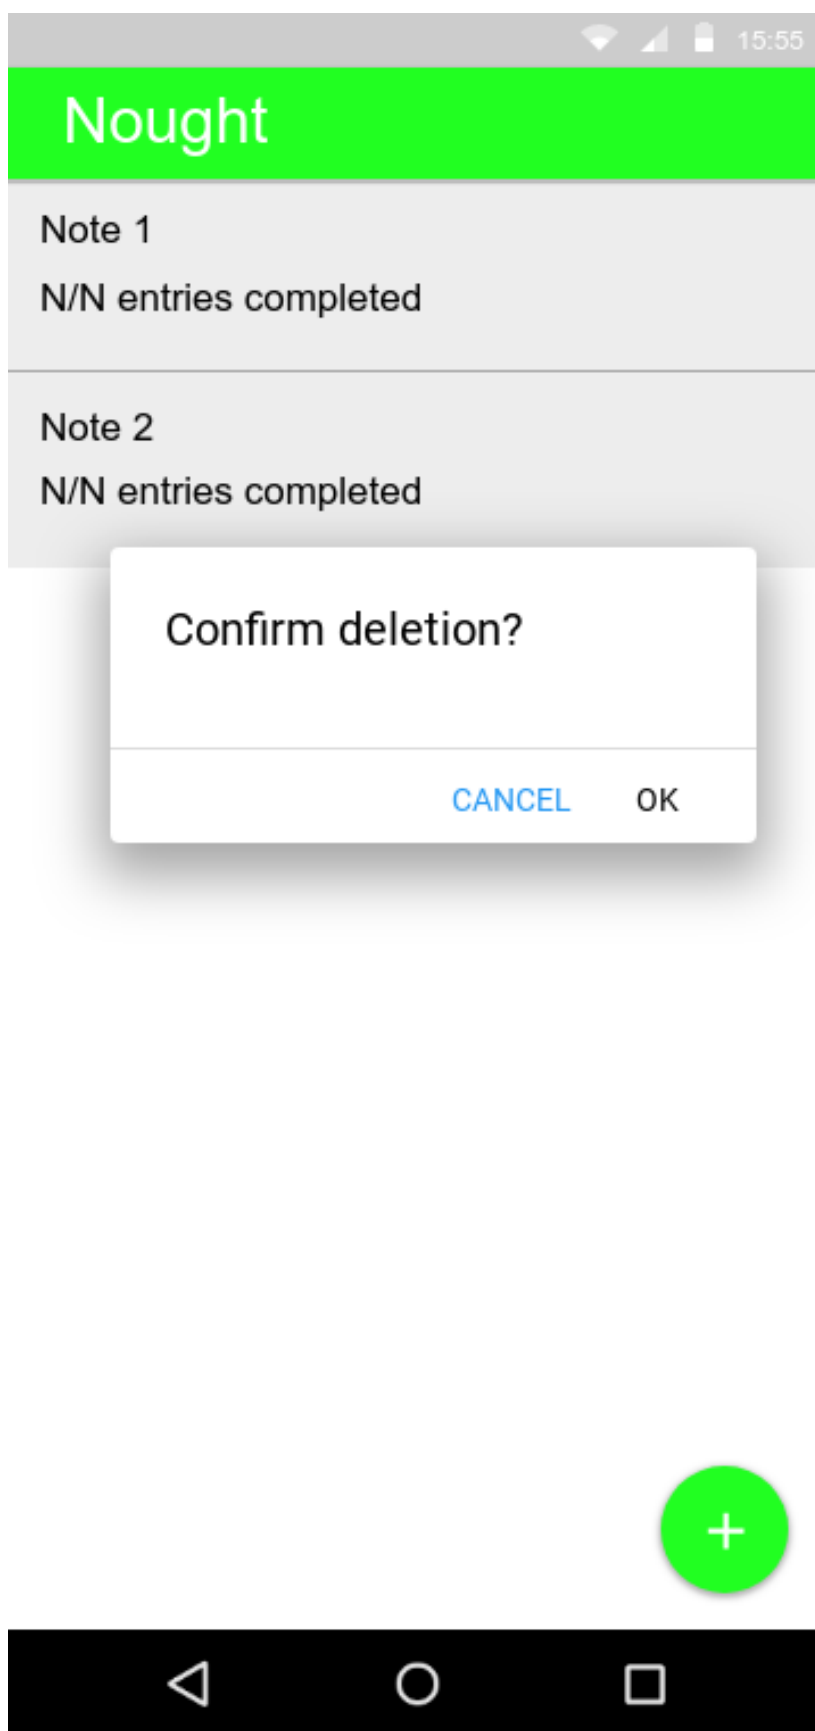 15:55
Nought
Note 1
N/N entries completed
Note 2
N/N entries completed
Confirm deletion?
CANCEL OK
+